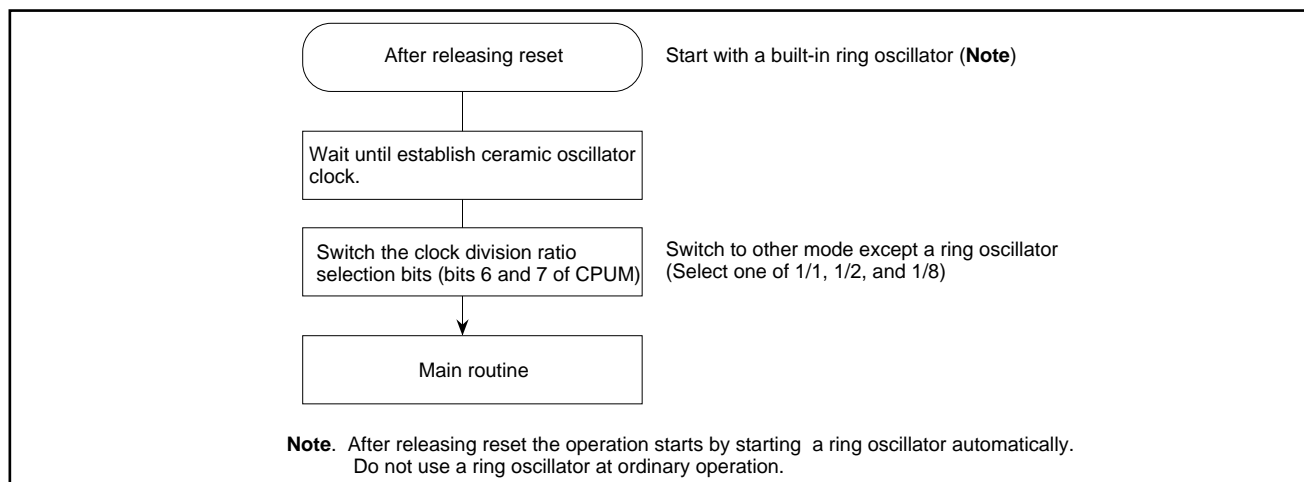 After releasing reset
Start with a built-in ring oscillator (Note)
Wait until establish ceramic oscillator
clock.
Switch the clock division ratio
selection bits (bits 6 and 7 of CPUM)
Switch to other mode except a ring oscillator
(Select one of 1/1, 1/2, and 1/8)
Main routine
Note. After releasing reset the operation starts by starting a ring oscillator automatically.
Do not use a ring oscillator at ordinary operation.